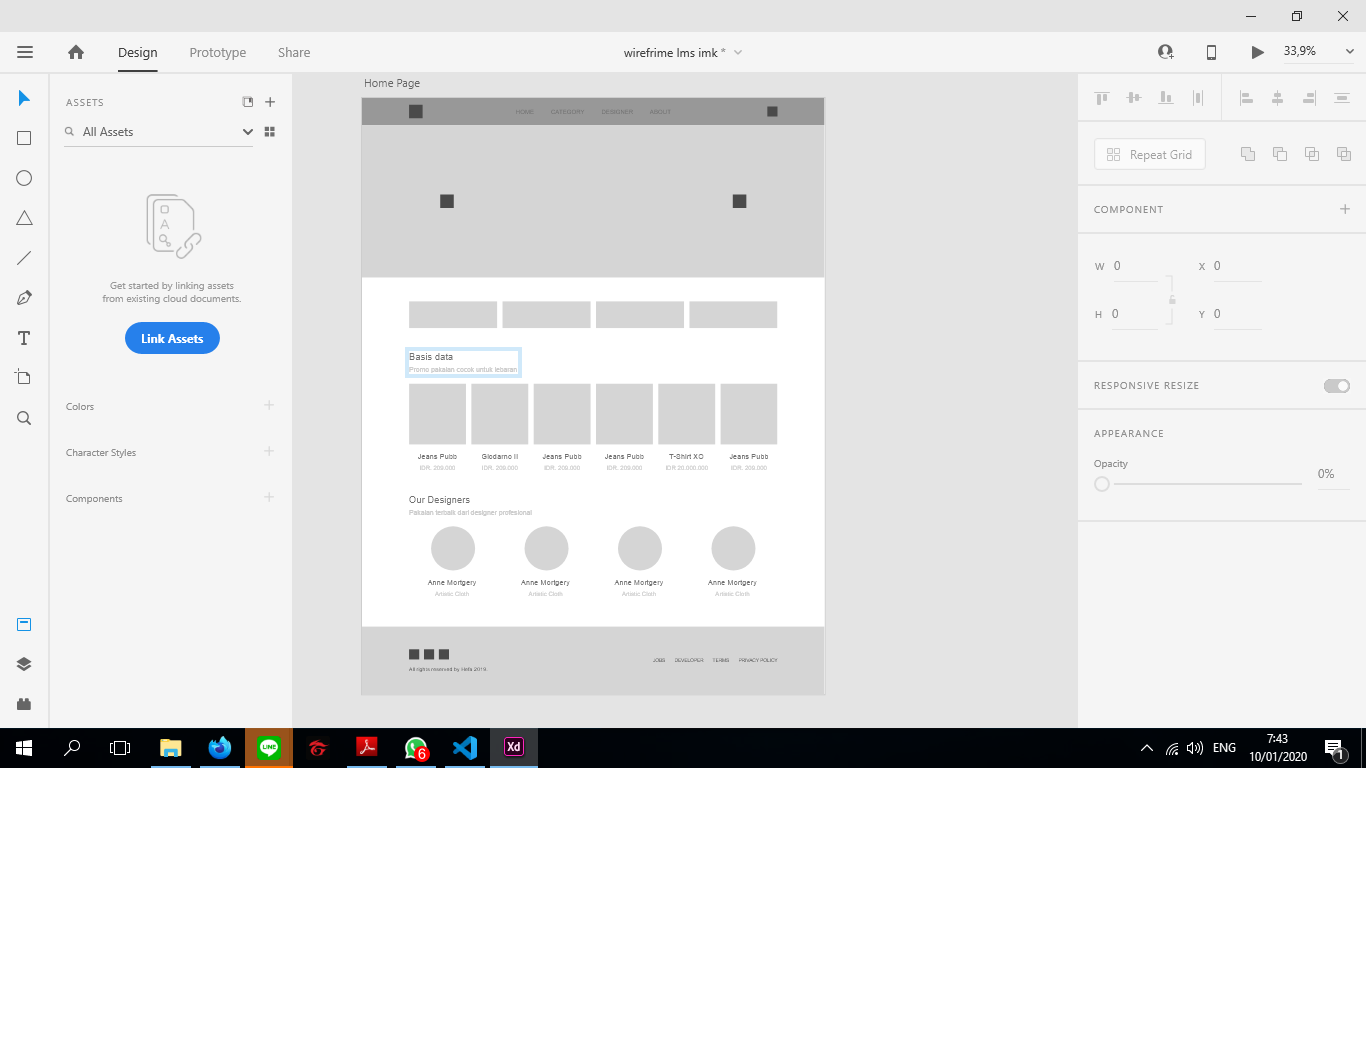 Design Prototype Share
wirefrime lms imk *
33,9%
ASSETS
All Assets
A
Get started by linking assets
from existing cloud documents.
Link Assets
Colors
Character Styles
Components
Home Page
HOME CATEGORY DESIGNER ABOUT
Basis data
Promo pakaian cocok untuk lebaran
Jeans Pubb Giodarno II Jeans Pubb Jeans Pubb T-Shirt XO Jeans Pubb
IDR. 209.000 IDR. 209.000 IDR. 209.000 IDR. 209.000 IDR 20.000.000 IDR. 209.000
Our Designers
Pakaian terbaik dari designer profesional
Anne Mortgery Anne Mortgery Anne Mortgery Anne Mortgery
Artistic Cloth Artistic Cloth Artistic Cloth Artistic Cloth
All rights reserved by Hafa 2019.
JOBS DEVELOPER TERMS PRIVACY POLICY
Repeat Grid
COMPONENT
W 0 X 0
H 0 Y 0
RESPONSIVE RESIZE
APPEARANCE
Opacity
0%
LINE
6
Xd
ENG
7:43
10/01/2020
1